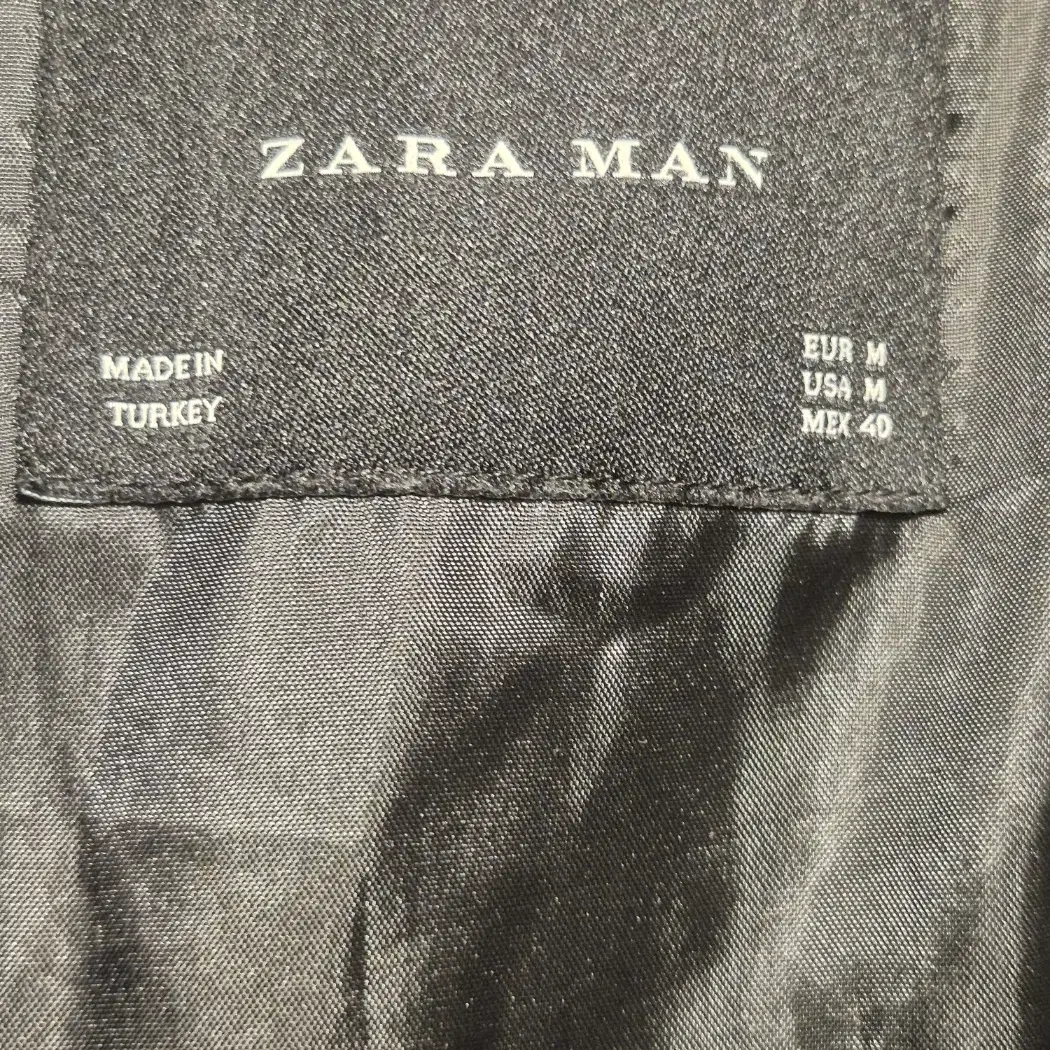 ZARA MAN
MADE IN
TURKEY
EUR M
USA M
MEX 40